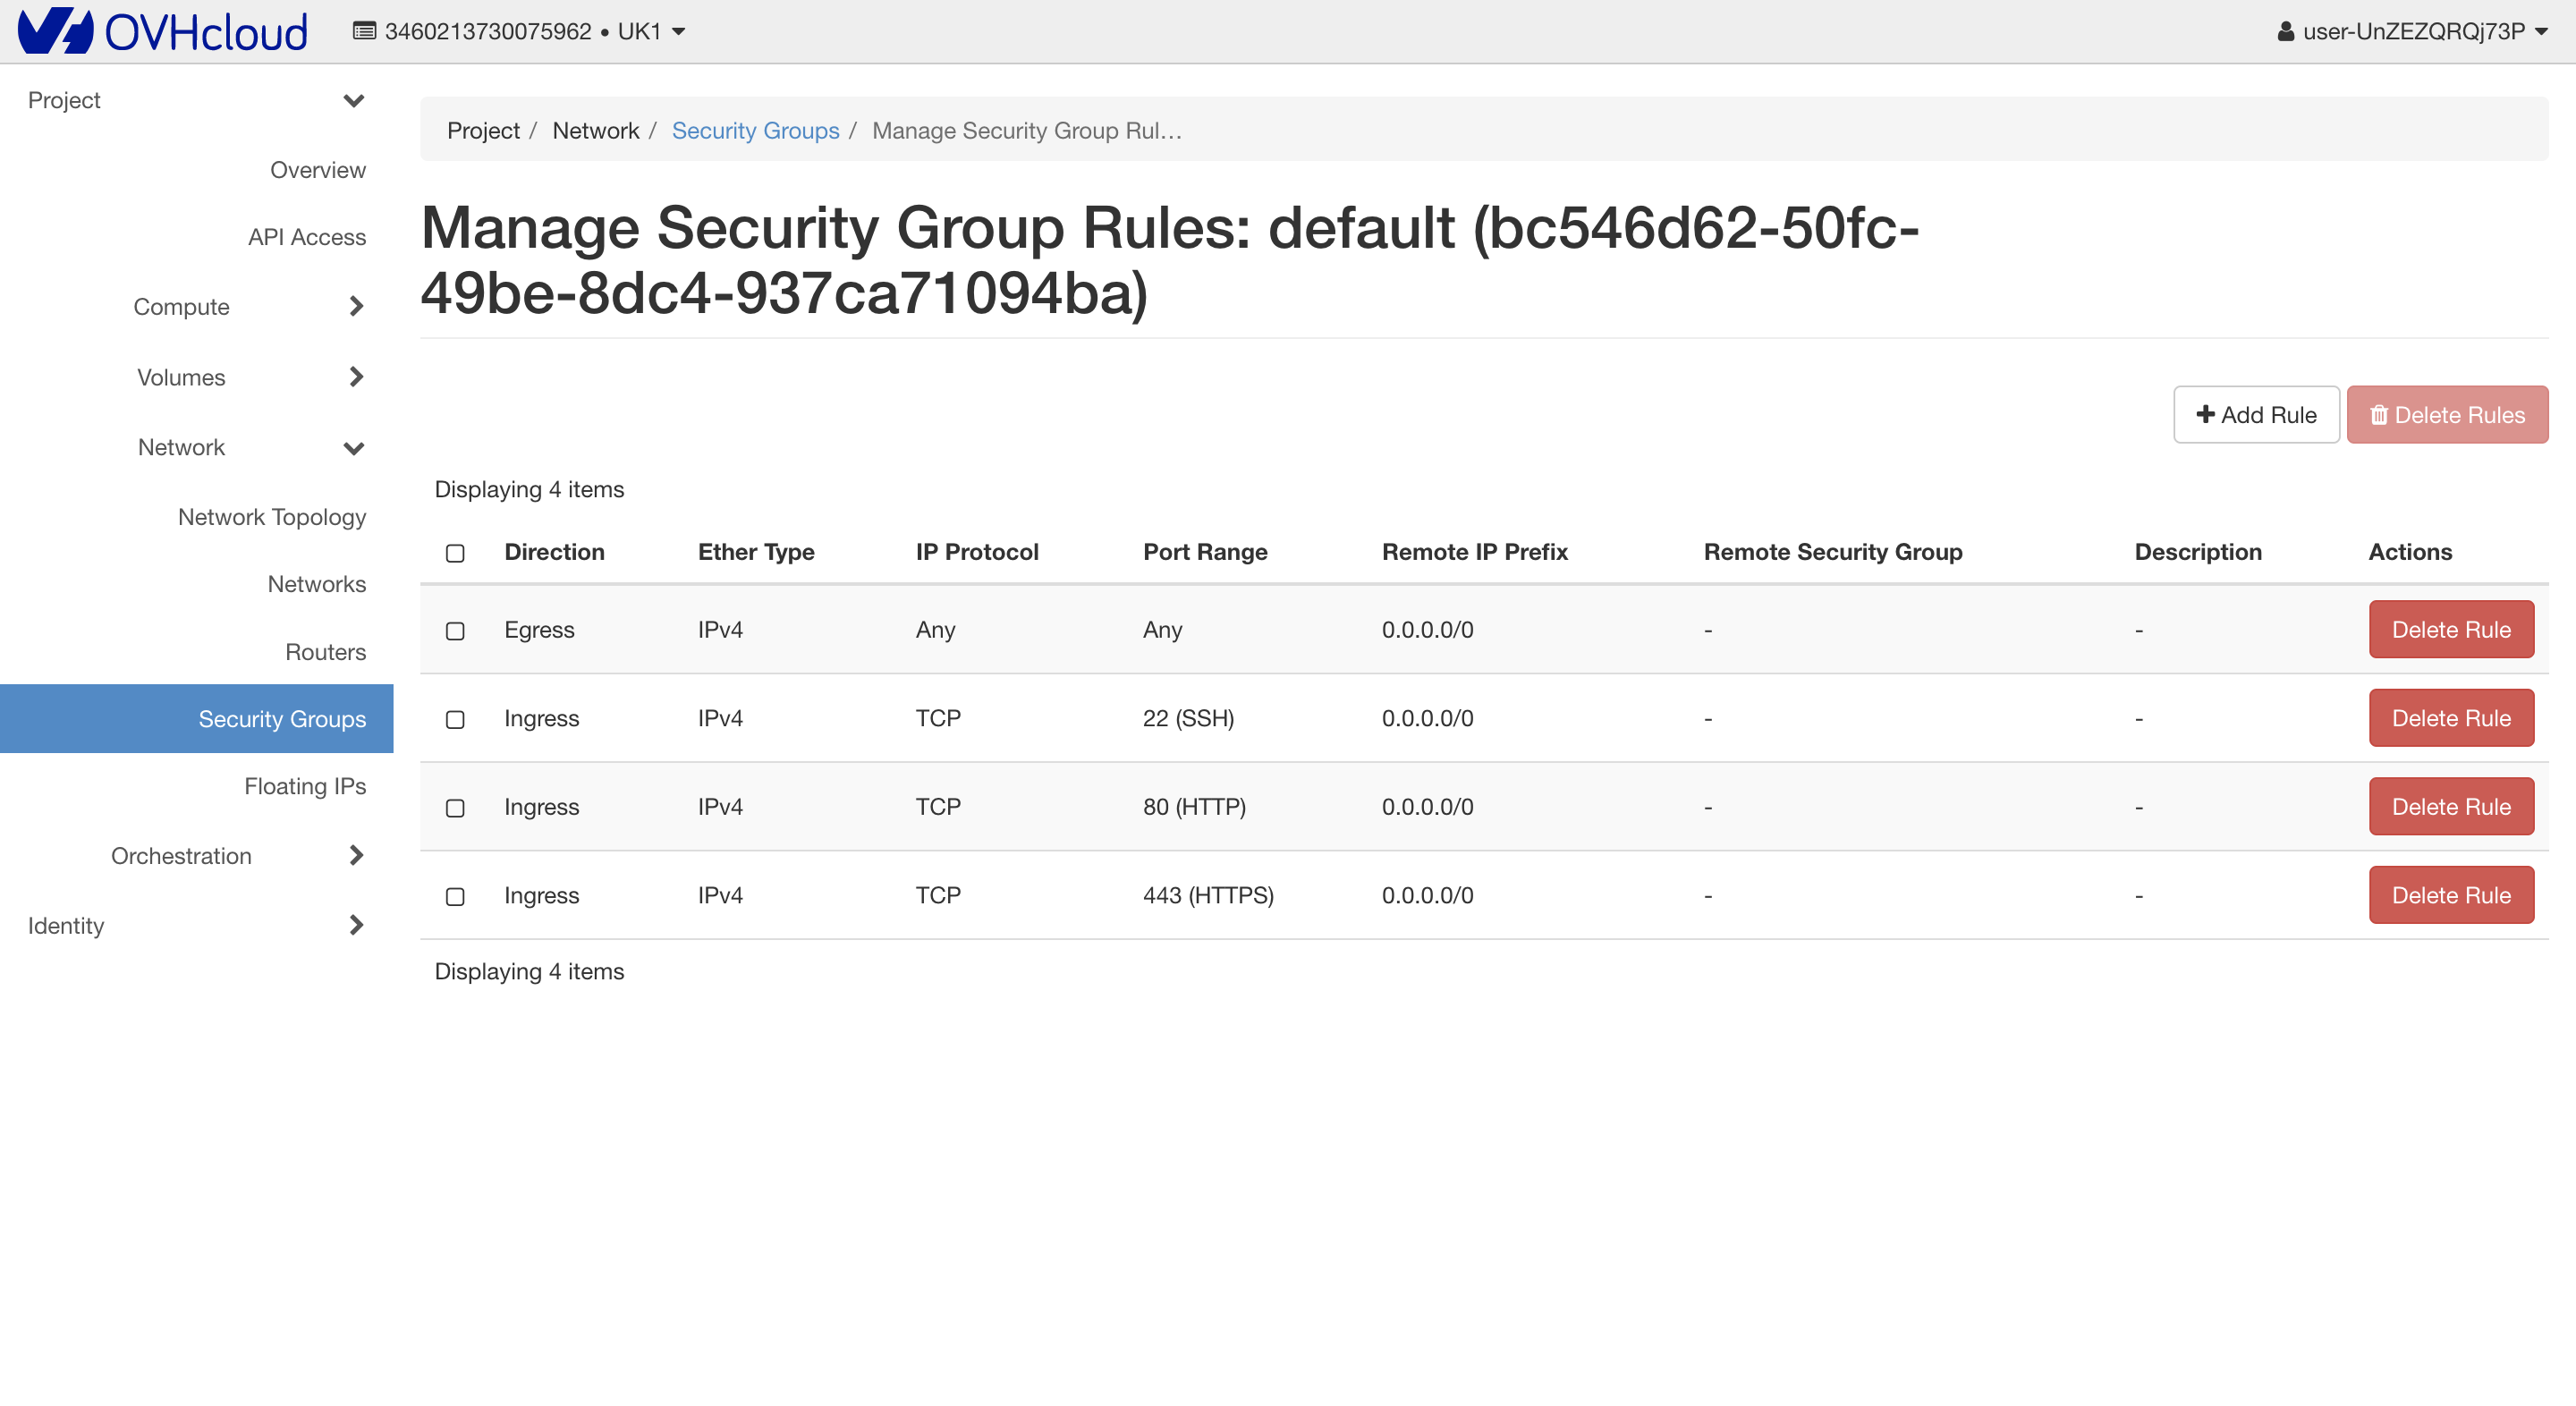 OVHcloud
3460213730075962 • UK1
user-UnZEZQRQj73P
Project
Overview
API Access
Compute
Volumes
Network
Network Topology
Networks
Routers
Security Groups
Floating IPs
Orchestration
Identity
Project / Network / Security Groups / Manage Security Group Rul…
Manage Security Group Rules: default (bc546d62-50fc-
49be-8dc4-937ca71094ba)
Add Rule Delete Rules
Displaying 4 items
Direction Ether Type IP Protocol Port Range Remote IP Prefix Remote Security Group Description Actions
Egress IPv4 Any Any 0.0.0.0/0 - - Delete Rule
Ingress IPv4 TCP 22 (SSH) 0.0.0.0/0 - - Delete Rule
Ingress IPv4 TCP 80 (HTTP) 0.0.0.0/0 - - Delete Rule
Ingress IPv4 TCP 443 (HTTPS) 0.0.0.0/0 - - Delete Rule
Displaying 4 items